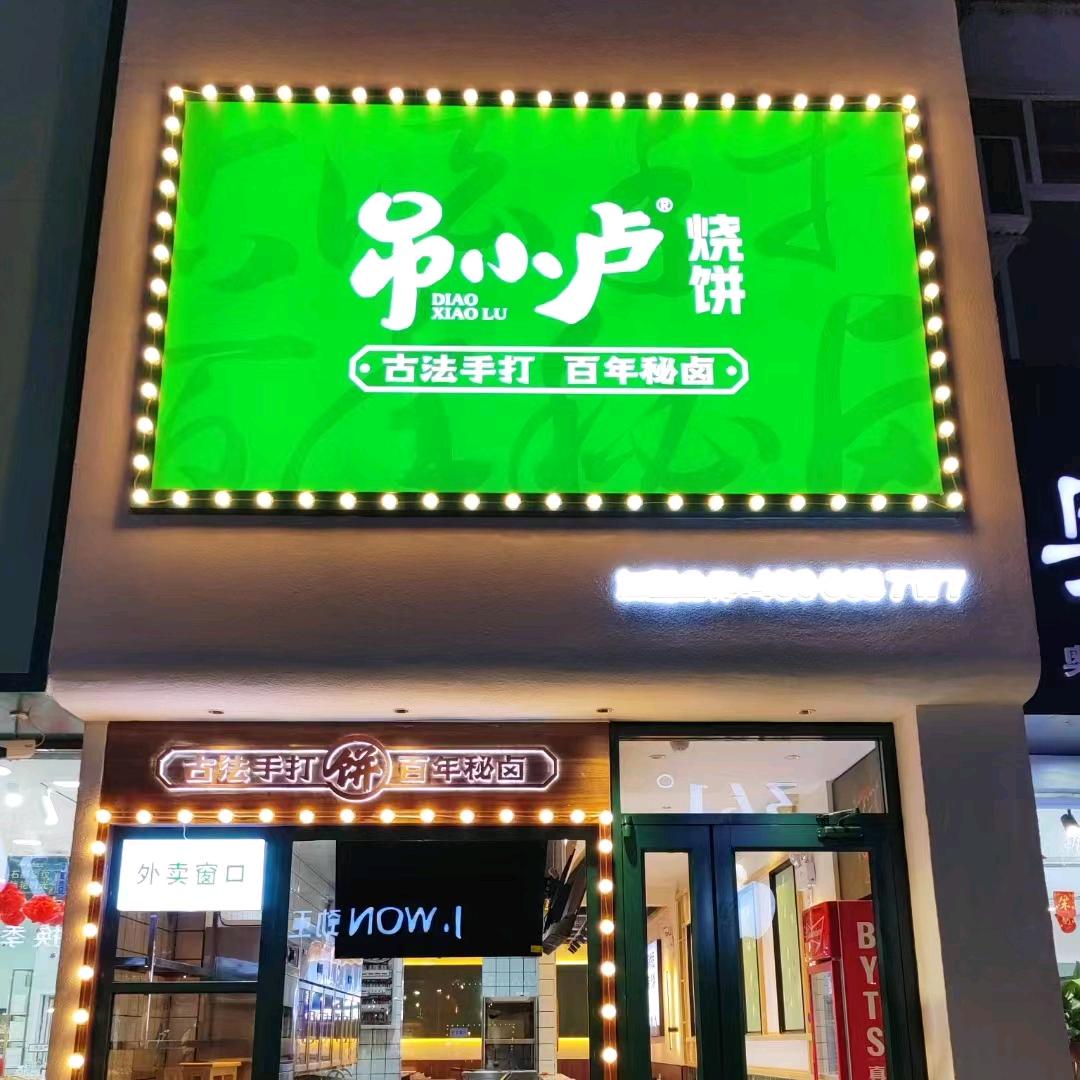 吊小卢®
烧饼
DIAO
XIAO LU
古法手打 百年秘卤
古法手打 饼 百年秘卤
外卖窗口
I.WON
BYTS